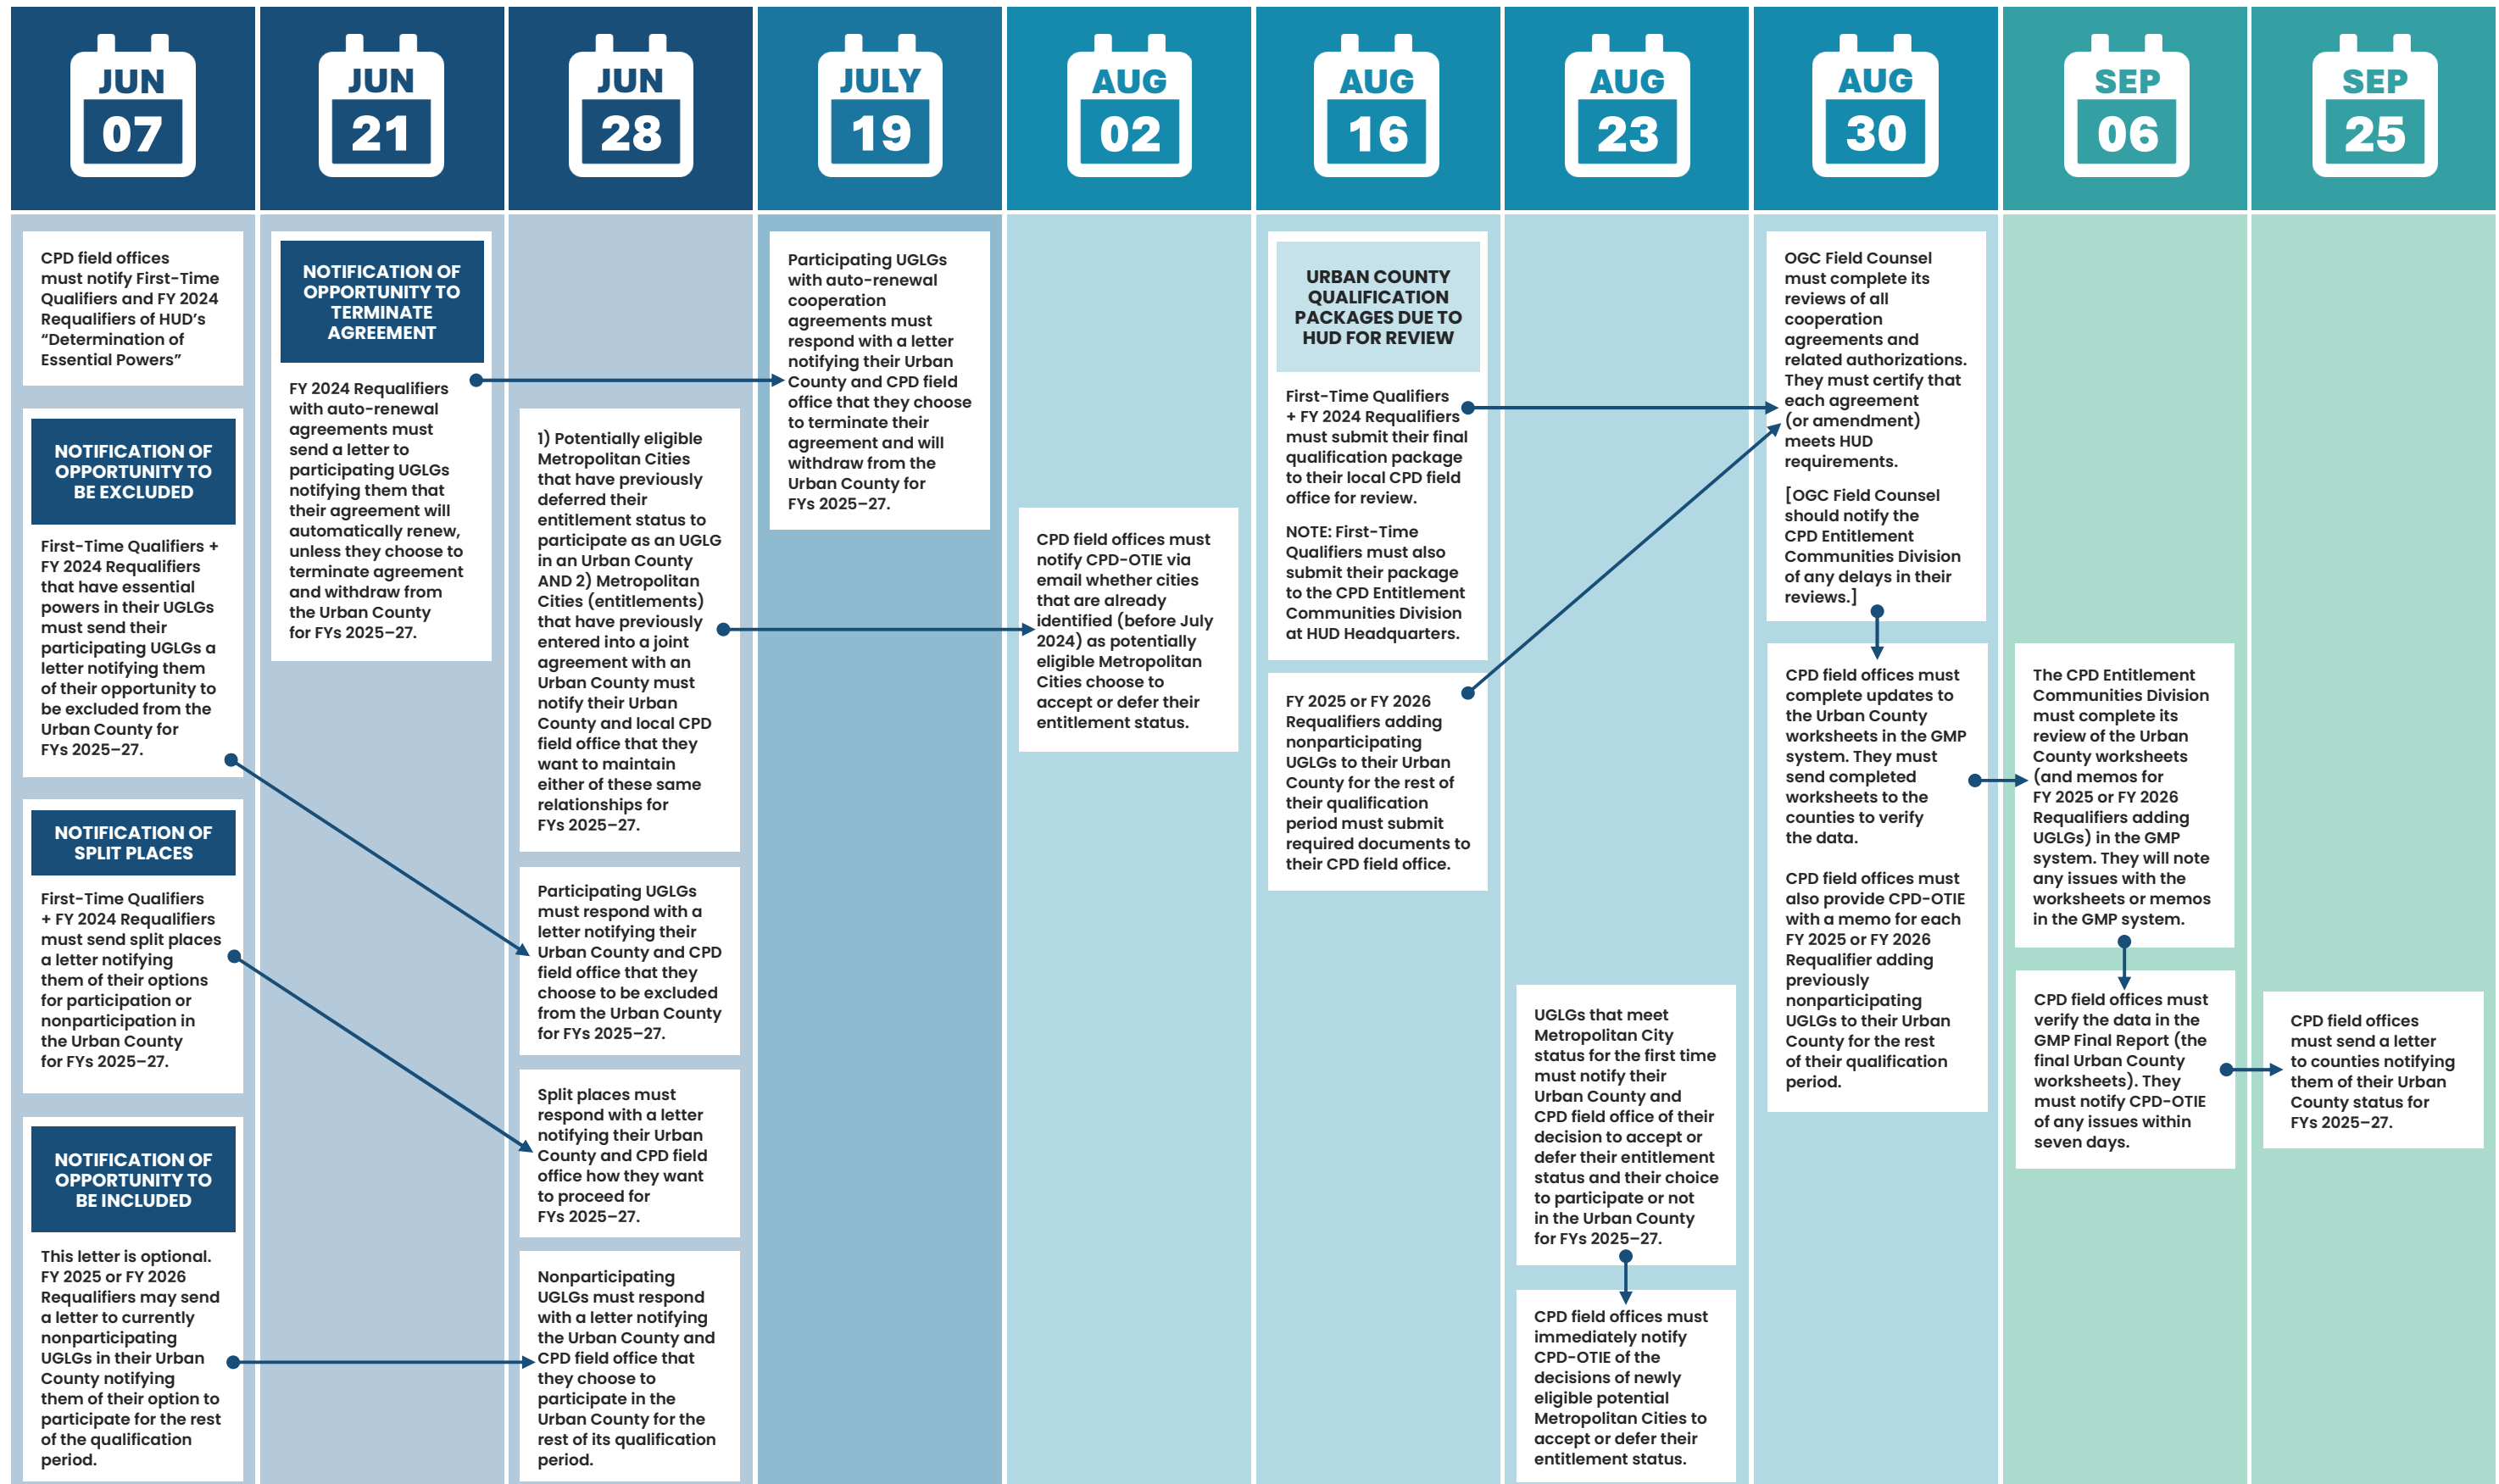 JUN
07
JUN
21
JUN
28
JULY
19
AUG
02
AUG
16
AUG
23
AUG
30
SEP
06
SEP
25
CPD field offices
must notify First-Time
Qualifiers and FY 2024
Requalifiers of HUD’s
“Determination of
Essential Powers”
NOTIFICATION OF
OPPORTUNITY TO
BE EXCLUDED
First-Time Qualifiers +
FY 2024 Requalifiers
that have essential
powers in their UGLGs
must send their
participating UGLGs a
letter notifying them
of their opportunity to
be excluded from the
Urban County for
FYs 2025–27.
NOTIFICATION OF
SPLIT PLACES
First-Time Qualifiers
+ FY 2024 Requalifiers
must send split places
a letter notifying
them of their options
for participation or
nonparticipation in
the Urban County
for FYs 2025–27.
NOTIFICATION OF
OPPORTUNITY TO
BE INCLUDED
This letter is optional.
FY 2025 or FY 2026
Requalifiers may send
a letter to currently
nonparticipating
UGLGs in their Urban
County notifying
them of their option to
participate for the rest
of the qualification
period.
NOTIFICATION OF
OPPORTUNITY TO
TERMINATE
AGREEMENT
FY 2024 Requalifiers
with auto-renewal
agreements must
send a letter to
participating UGLGs
notifying them that
their agreement will
automatically renew,
unless they choose to
terminate agreement
and withdraw from
the Urban County
for FYs 2025–27.
1) Potentially eligible
Metropolitan Cities
that have previously
deferred their
entitlement status to
participate as an UGLG
in an Urban County
AND 2) Metropolitan
Cities (entitlements)
that have previously
entered into a joint
agreement with an
Urban County must
notify their Urban
County and local CPD
field office that they
want to maintain
either of these same
relationships for
FYs 2025–27.
Participating UGLGs
must respond with a
letter notifying their
Urban County and CPD
field office that they
choose to be excluded
from the Urban County
for FYs 2025–27.
Split places must
respond with a letter
notifying their Urban
County and CPD field
office how they want
to proceed for
FYs 2025–27.
Nonparticipating
UGLGs must respond
with a letter notifying
the Urban County and
CPD field office that
they choose to
participate in the
Urban County for the
rest of its qualification
period.
Participating UGLGs
with auto-renewal
cooperation
agreements must
respond with a letter
notifying their Urban
County and CPD field
office that they choose
to terminate their
agreement and will
withdraw from the
Urban County for
FYs 2025–27.
CPD field offices must
notify CPD-OTIE via
email whether cities
that are already
identified (before July
2024) as potentially
eligible Metropolitan
Cities choose to
accept or defer their
entitlement status.
URBAN COUNTY
QUALIFICATION
PACKAGES DUE TO
HUD FOR REVIEW
First-Time Qualifiers
+ FY 2024 Requalifiers
must submit their final
qualification package
to their local CPD field
office for review.
NOTE: First-Time
Qualifiers must also
submit their package
to the CPD Entitlement
Communities Division
at HUD Headquarters.
FY 2025 or FY 2026
Requalifiers adding
nonparticipating
UGLGs to their Urban
County for the rest of
their qualification
period must submit
required documents to
their CPD field office.
UGLGs that meet
Metropolitan City
status for the first time
must notify their
Urban County and
CPD field office of their
decision to accept or
defer their entitlement
status and their choice
to participate or not
in the Urban County
for FYs 2025–27.
CPD field offices must
immediately notify
CPD-OTIE of the
decisions of newly
eligible potential
Metropolitan Cities to
accept or defer their
entitlement status.
OGC Field Counsel
must complete its
reviews of all
cooperation
agreements and
related authorizations.
They must certify that
each agreement
(or amendment)
meets HUD
requirements.
[OGC Field Counsel
should notify the
CPD Entitlement
Communities Division
of any delays in their
reviews.]
CPD field offices must
complete updates to
the Urban County
worksheets in the GMP
system. They must
send completed
worksheets to the
counties to verify
the data.
CPD field offices must
also provide CPD-OTIE
with a memo for each
FY 2025 or FY 2026
Requalifier adding
previously
nonparticipating
UGLGs to their Urban
County for the rest
of their qualification
period.
The CPD Entitlement
Communities Division
must complete its
review of the Urban
County worksheets
(and memos for
FY 2025 or FY 2026
Requalifiers adding
UGLGs) in the GMP
system. They will note
any issues with the
worksheets or memos
in the GMP system.
CPD field offices must
verify the data in the
GMP Final Report (the
final Urban County
worksheets). They
must notify CPD-OTIE
of any issues within
seven days.
CPD field offices
must send a letter
to counties notifying
them of their Urban
County status for
FYs 2025–27.